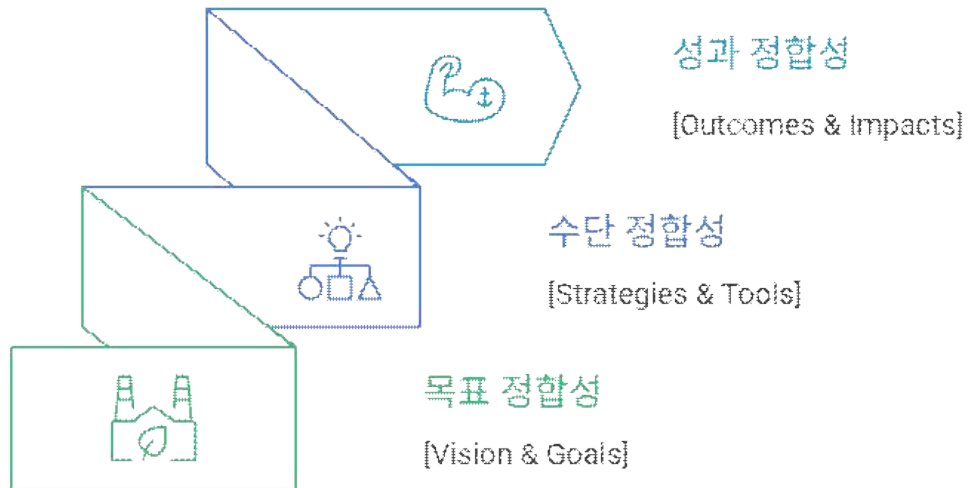 성과 정합성
[Outcomes & Impacts]
수단 정합성
[Strategies & Tools]
목표 정합성
[Vision & Goals]